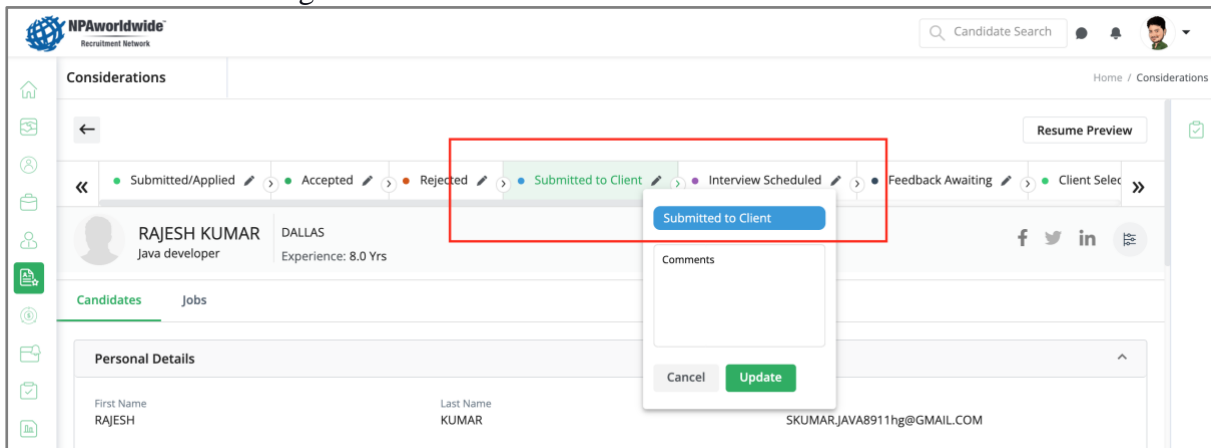 NPAworldwide
Recruitment Network
Candidate Search
Considerations
Home / Considerations
Resume Preview
Submitted/Applied
Accepted
Rejected
Submitted to Client
Interview Scheduled
Feedback Awaiting
Client Selec
Submitted to Client
RAJESH KUMAR
DALLAS
Java developer
Experience: 8.0 Yrs
Comments
Candidates
Jobs
Personal Details
Cancel
Update
First Name
Last Name
RAJESH
KUMAR
SKUMAR.JAVA8911hg@GMAIL.COM